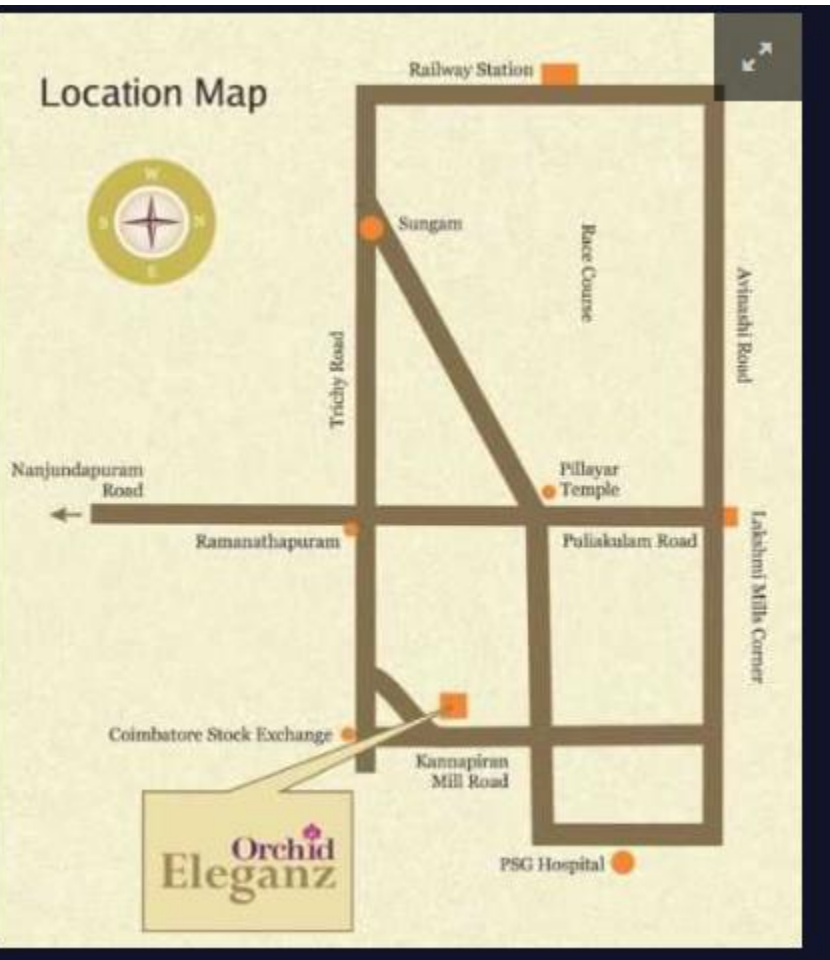 Location Map
Railway Station
W
S
N
E
Sungam
Race Course
Avinashi Road
Trichy Road
Nanjundapuram
Road
Pillayar
Temple
Ramanathapuram
Puliakulam Road
Lakshmi Mills Corner
Coimbatore Stock Exchange
Kannapiran
Mill Road
Orchid
Eleganz
PSG Hospital